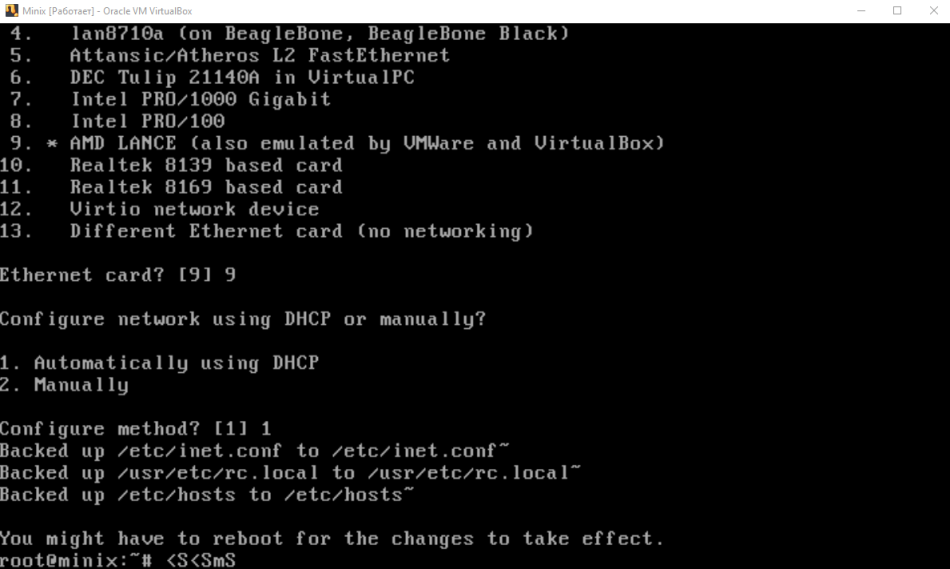 Minix [Работает] - Oracle VM VirtualBox
4. lan8710a (on BeagleBone, BeagleBone Black)
5. Attansic/Atheros L2 FastEthernet
6. DEC Tulip 21140A in VirtualPC
7. Intel PRO/1000 Gigabit
8. Intel PRO/100
9. * AMD LANCE (also emulated by VMWare and VirtualBox)
10. Realtek 8139 based card
11. Realtek 8169 based card
12. Virtio network device
13. Different Ethernet card (no networking)
Ethernet card? [9] 9
Configure network using DHCP or manually?
1. Automatically using DHCP
2. Manually
Configure method? [1] 1
Backed up /etc/inet.conf to /etc/inet.conf~
Backed up /usr/etc/rc.local to /usr/etc/rc.local~
Backed up /etc/hosts to /etc/hosts~
You might have to reboot for the changes to take effect.
root@minix:~# <S<SmS